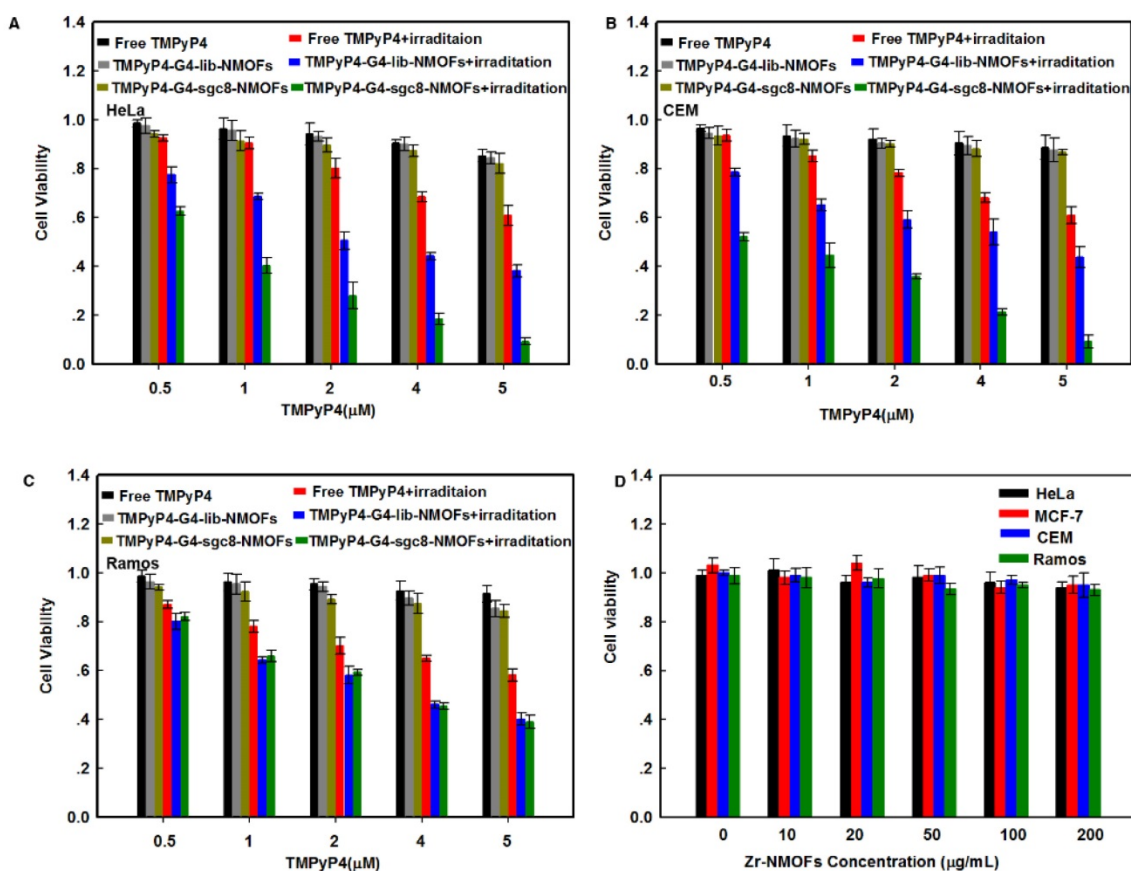 A
Free TMPyP4
Free TMPyP4+irraditaion
TMPyP4-G4-lib-NMOFs
TMPyP4-G4-lib-NMOFs+irraditation
TMPyP4-G4-sgc8-NMOFs
TMPyP4-G4-sgc8-NMOFs+irradiation
HeLa
Cell Viability
1.4
1.2
1.0
.8
.6
.4
.2
0.0
0.5 1 2 4 5
TMPyP4(μM)
B
Free TMPyP4
Free TMPyP4+irraditaion
TMPyP4-G4-lib-NMOFs
TMPyP4-G4-lib-NMOFs+irraditation
TMPyP4-G4-sgc8-NMOFs
TMPyP4-G4-sgc8-NMOFs+irradiation
CEM
Cell Viability
1.4
1.2
1.0
.8
.6
.4
.2
0.0
0.5 1 2 4 5
TMPyP4(μM)
C
Free TMPyP4
Free TMPyP4+irraditaion
TMPyP4-G4-lib-NMOFs
TMPyP4-G4-lib-NMOFs+irraditation
TMPyP4-G4-sgc8-NMOFs
TMPyP4-G4-sgc8-NMOFs+irradiation
Ramos
Cell Viability
1.4
1.2
1.0
.8
.6
.4
.2
0.0
0.5 1 2 4 5
TMPyP4(μM)
D
HeLa
MCF-7
CEM
Ramos
Cell viability
1.4
1.2
1.0
.8
.6
.4
.2
0.0
0 10 20 50 100 200
Zr-NMOFs Concentration (μg/mL)